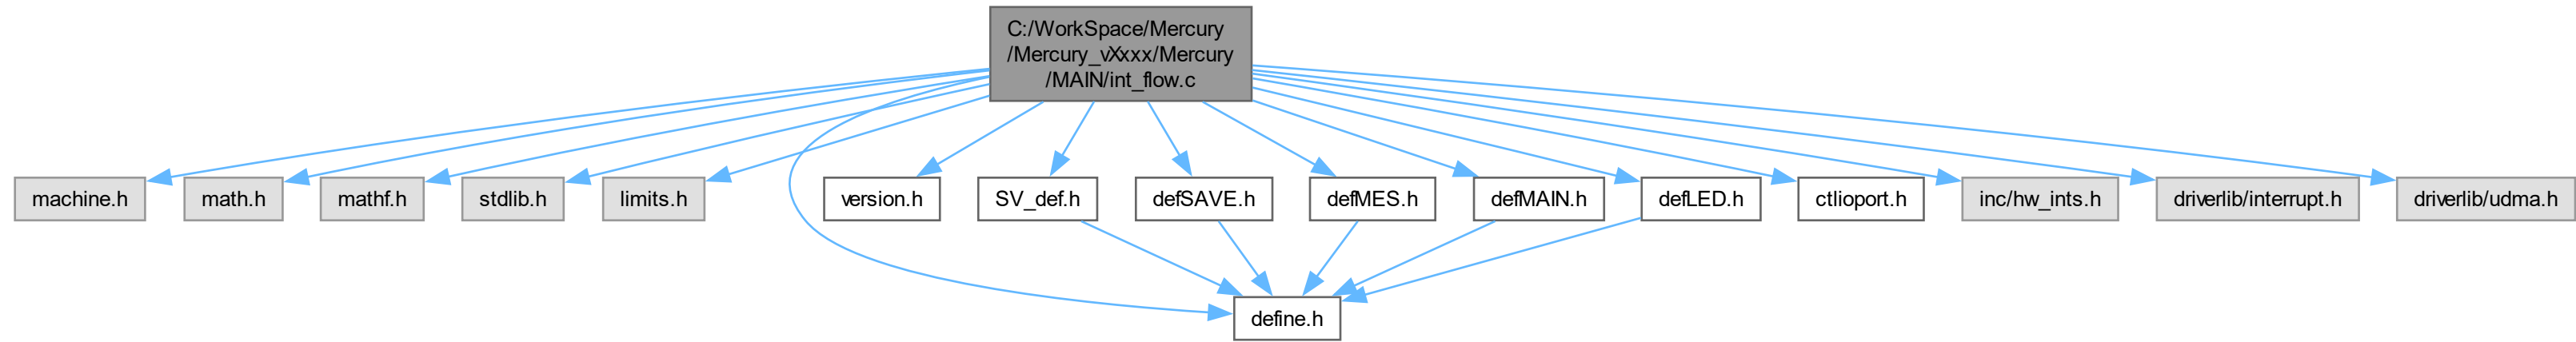 C:/WorkSpace/Mercury
/Mercury_vXxxx/Mercury
/MAIN/int_flow.c
machine.h
math.h
mathf.h
stdlib.h
limits.h
version.h
SV_def.h
defSAVE.h
defMES.h
defMAIN.h
defLED.h
ctlioport.h
inc/hw_ints.h
driverlib/interrupt.h
driverlib/udma.h
define.h